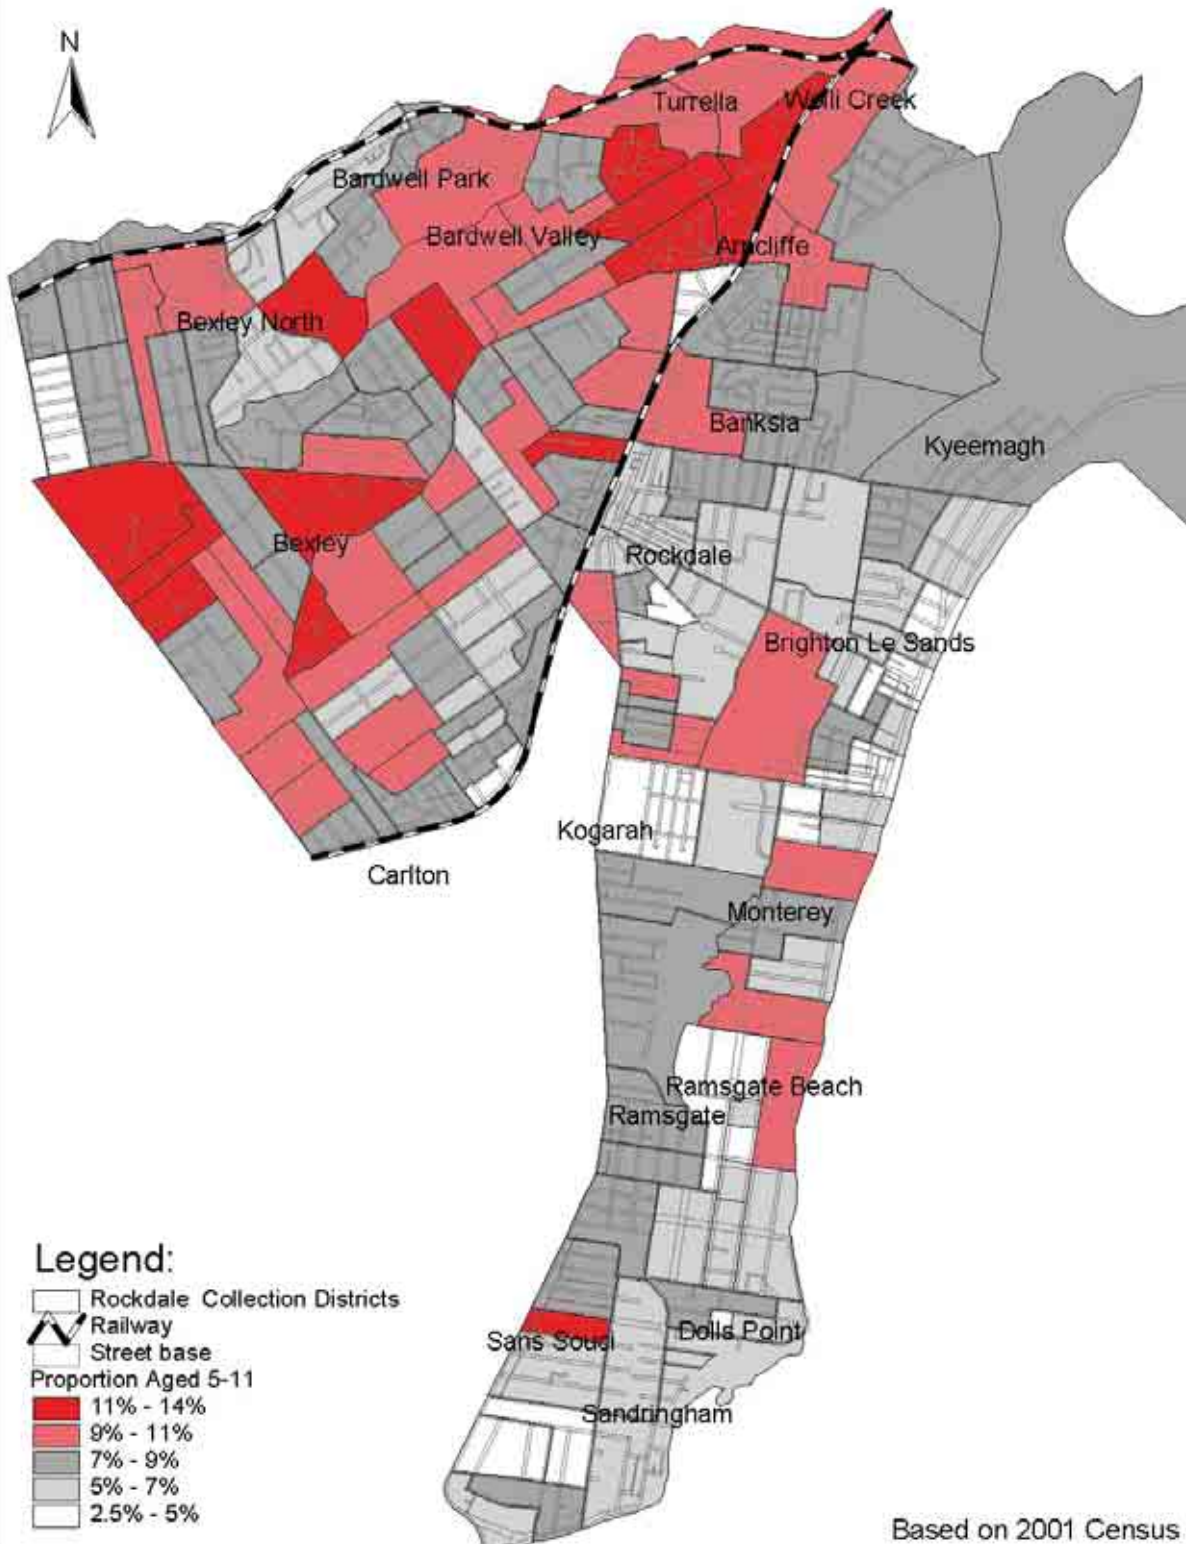 N
Turrella
Wolli Creek
Bardwell Park
Bardwell Valley
Arncliffe
Bexley North
Banksia
Kyeemagh
Bexley
Rockdale
Brighton Le Sands
Kogarah
Carlton
Monterey
Ramsgate Beach
Ramsgate
Legend:
Rockdale Collection Districts
Railway
Street base
Proportion Aged 5-11
11% - 14%
9% - 11%
7% - 9%
5% - 7%
2.5% - 5%
Sans Souci
Dolls Point
Sandringham
Based on 2001 Census